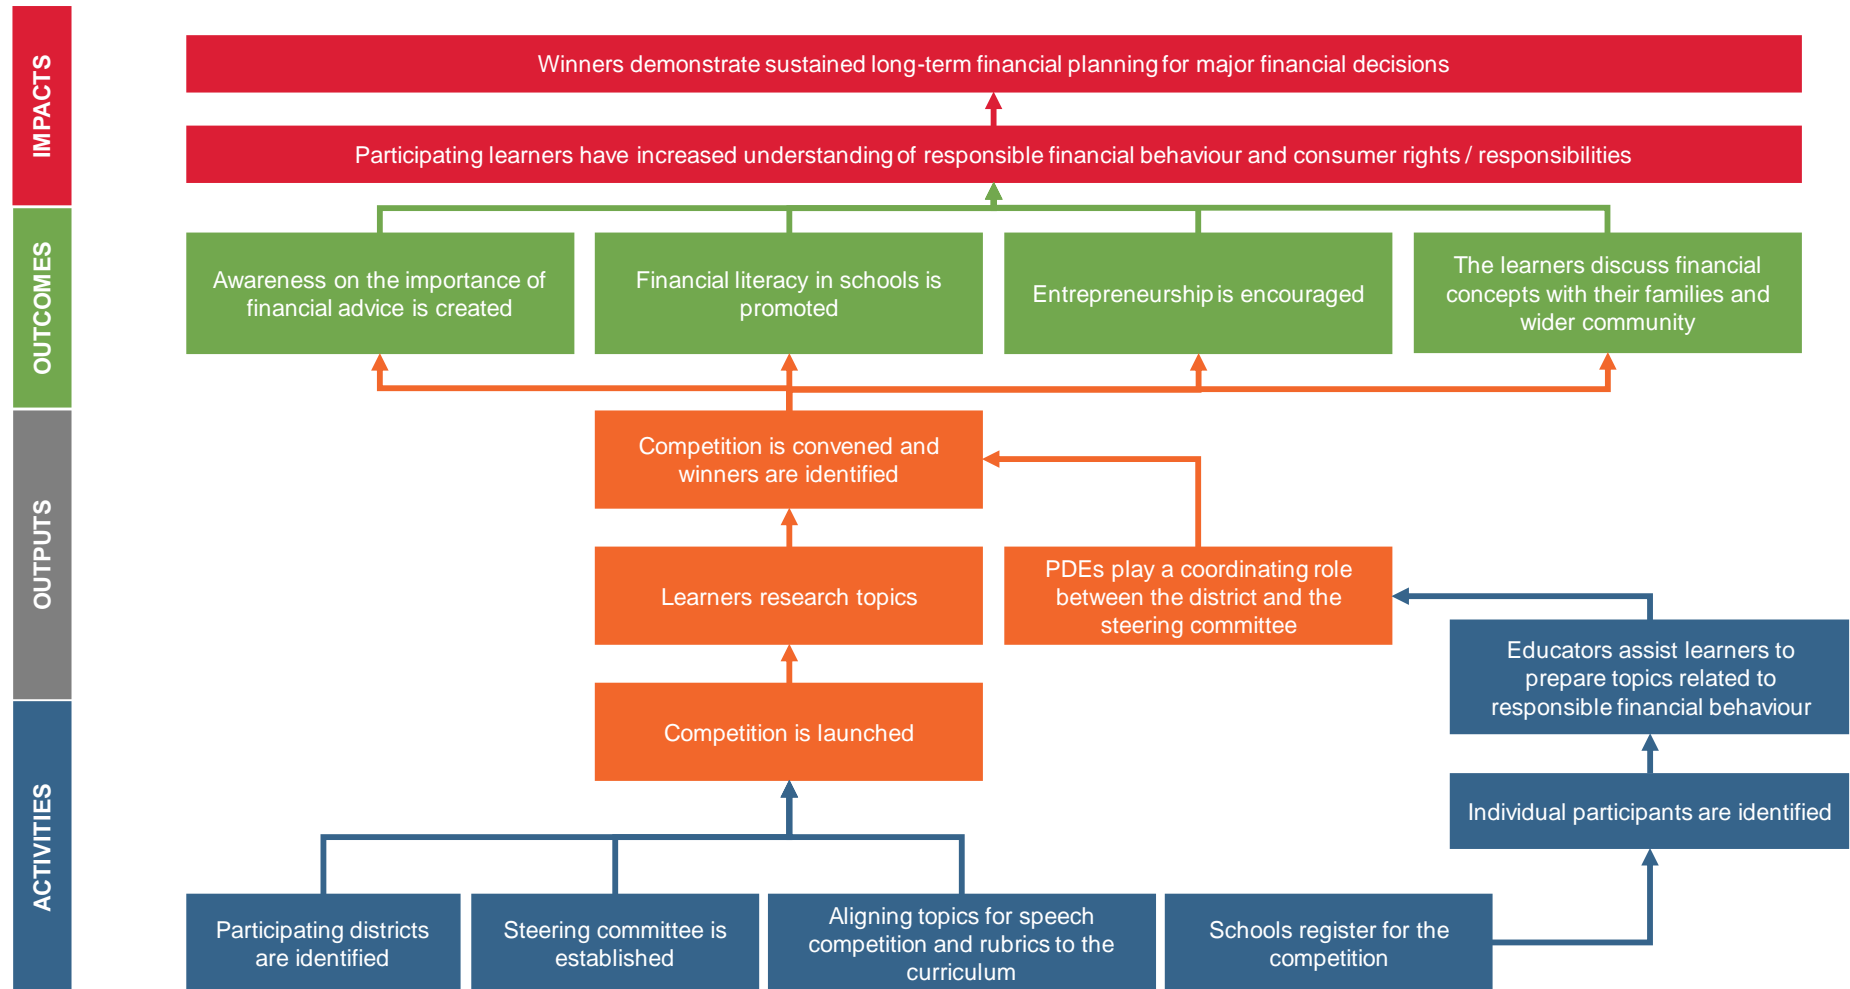 IMPACTS
Winners demonstrate sustained long-term financial planning for major financial decisions
Participating learners have increased understanding of responsible financial behaviour and consumer rights / responsibilities
OUTCOMES
Awareness on the importance of
financial advice is created
Financial literacy in schools is
promoted
Entrepreneurship is encouraged
The learners discuss financial
concepts with their families and
wider community
OUTPUTS
Competition is convened and
winners are identified
Learners research topics
PDEs play a coordinating role
between the district and the
steering committee
Competition is launched
ACTIVITIES
Educators assist learners to
prepare topics related to
responsible financial behaviour
Individual participants are identified
Participating districts
are identified
Steering committee is
established
Aligning topics for speech
competition and rubrics to the
curriculum
Schools register for the
competition